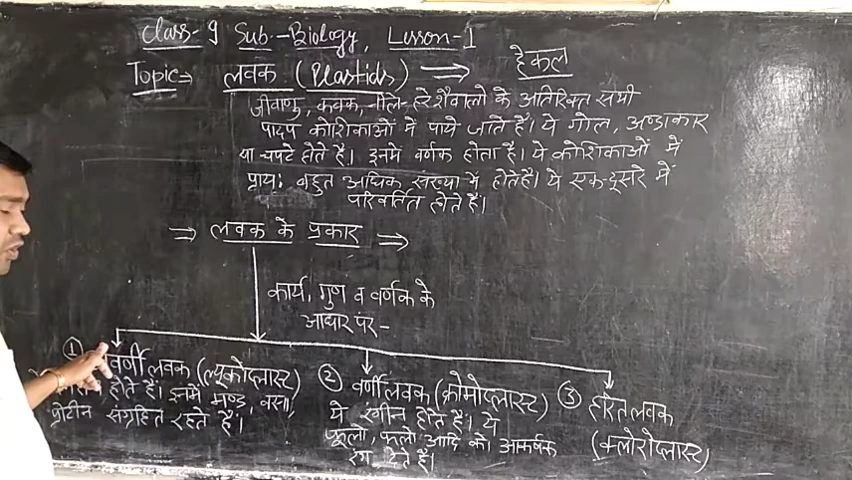 Class- 9 Sub.-Biology, Lesson-1
Topic→ लवक (Plastids) ⟹ हैकल
जीवाणु, कवक, नीले-हरे शैवालो के अतिरिक्त सभी
पादप कोशिकाओं में पाये जाते है। ये गोल, अण्डाकार
या चपटे होते है। इनमें वर्णक होता है। ये कोशिकाओं में
प्रायः बहुत अधिक संख्या में होते है। ये एक-दूसरे में
परिवर्तित होते है।
⇒ लवक के प्रकार ⇒
कार्य, गुण व वर्णक के
आधार पर-
① वर्णी लवक (ल्यूकोप्लास्ट)
होते है। इनमें मण्ड, वसा,
प्रोटीन संग्रहित रहते है।
② वर्णी लवक (क्रोमोप्लास्ट)
ये रंगीन होते है। ये
फूलो, फलो आदि को आकर्षक
रंग देते है।
③ हरित लवक
(क्लोरोप्लास्ट)